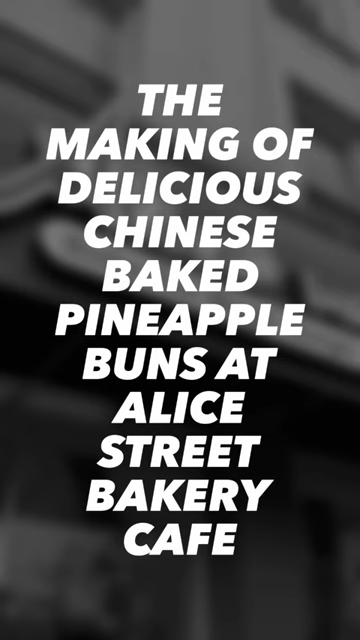 THE
MAKING OF
DELICIOUS
CHINESE
BAKED
PINEAPPLE
BUNS AT
ALICE
STREET
BAKERY
CAFE